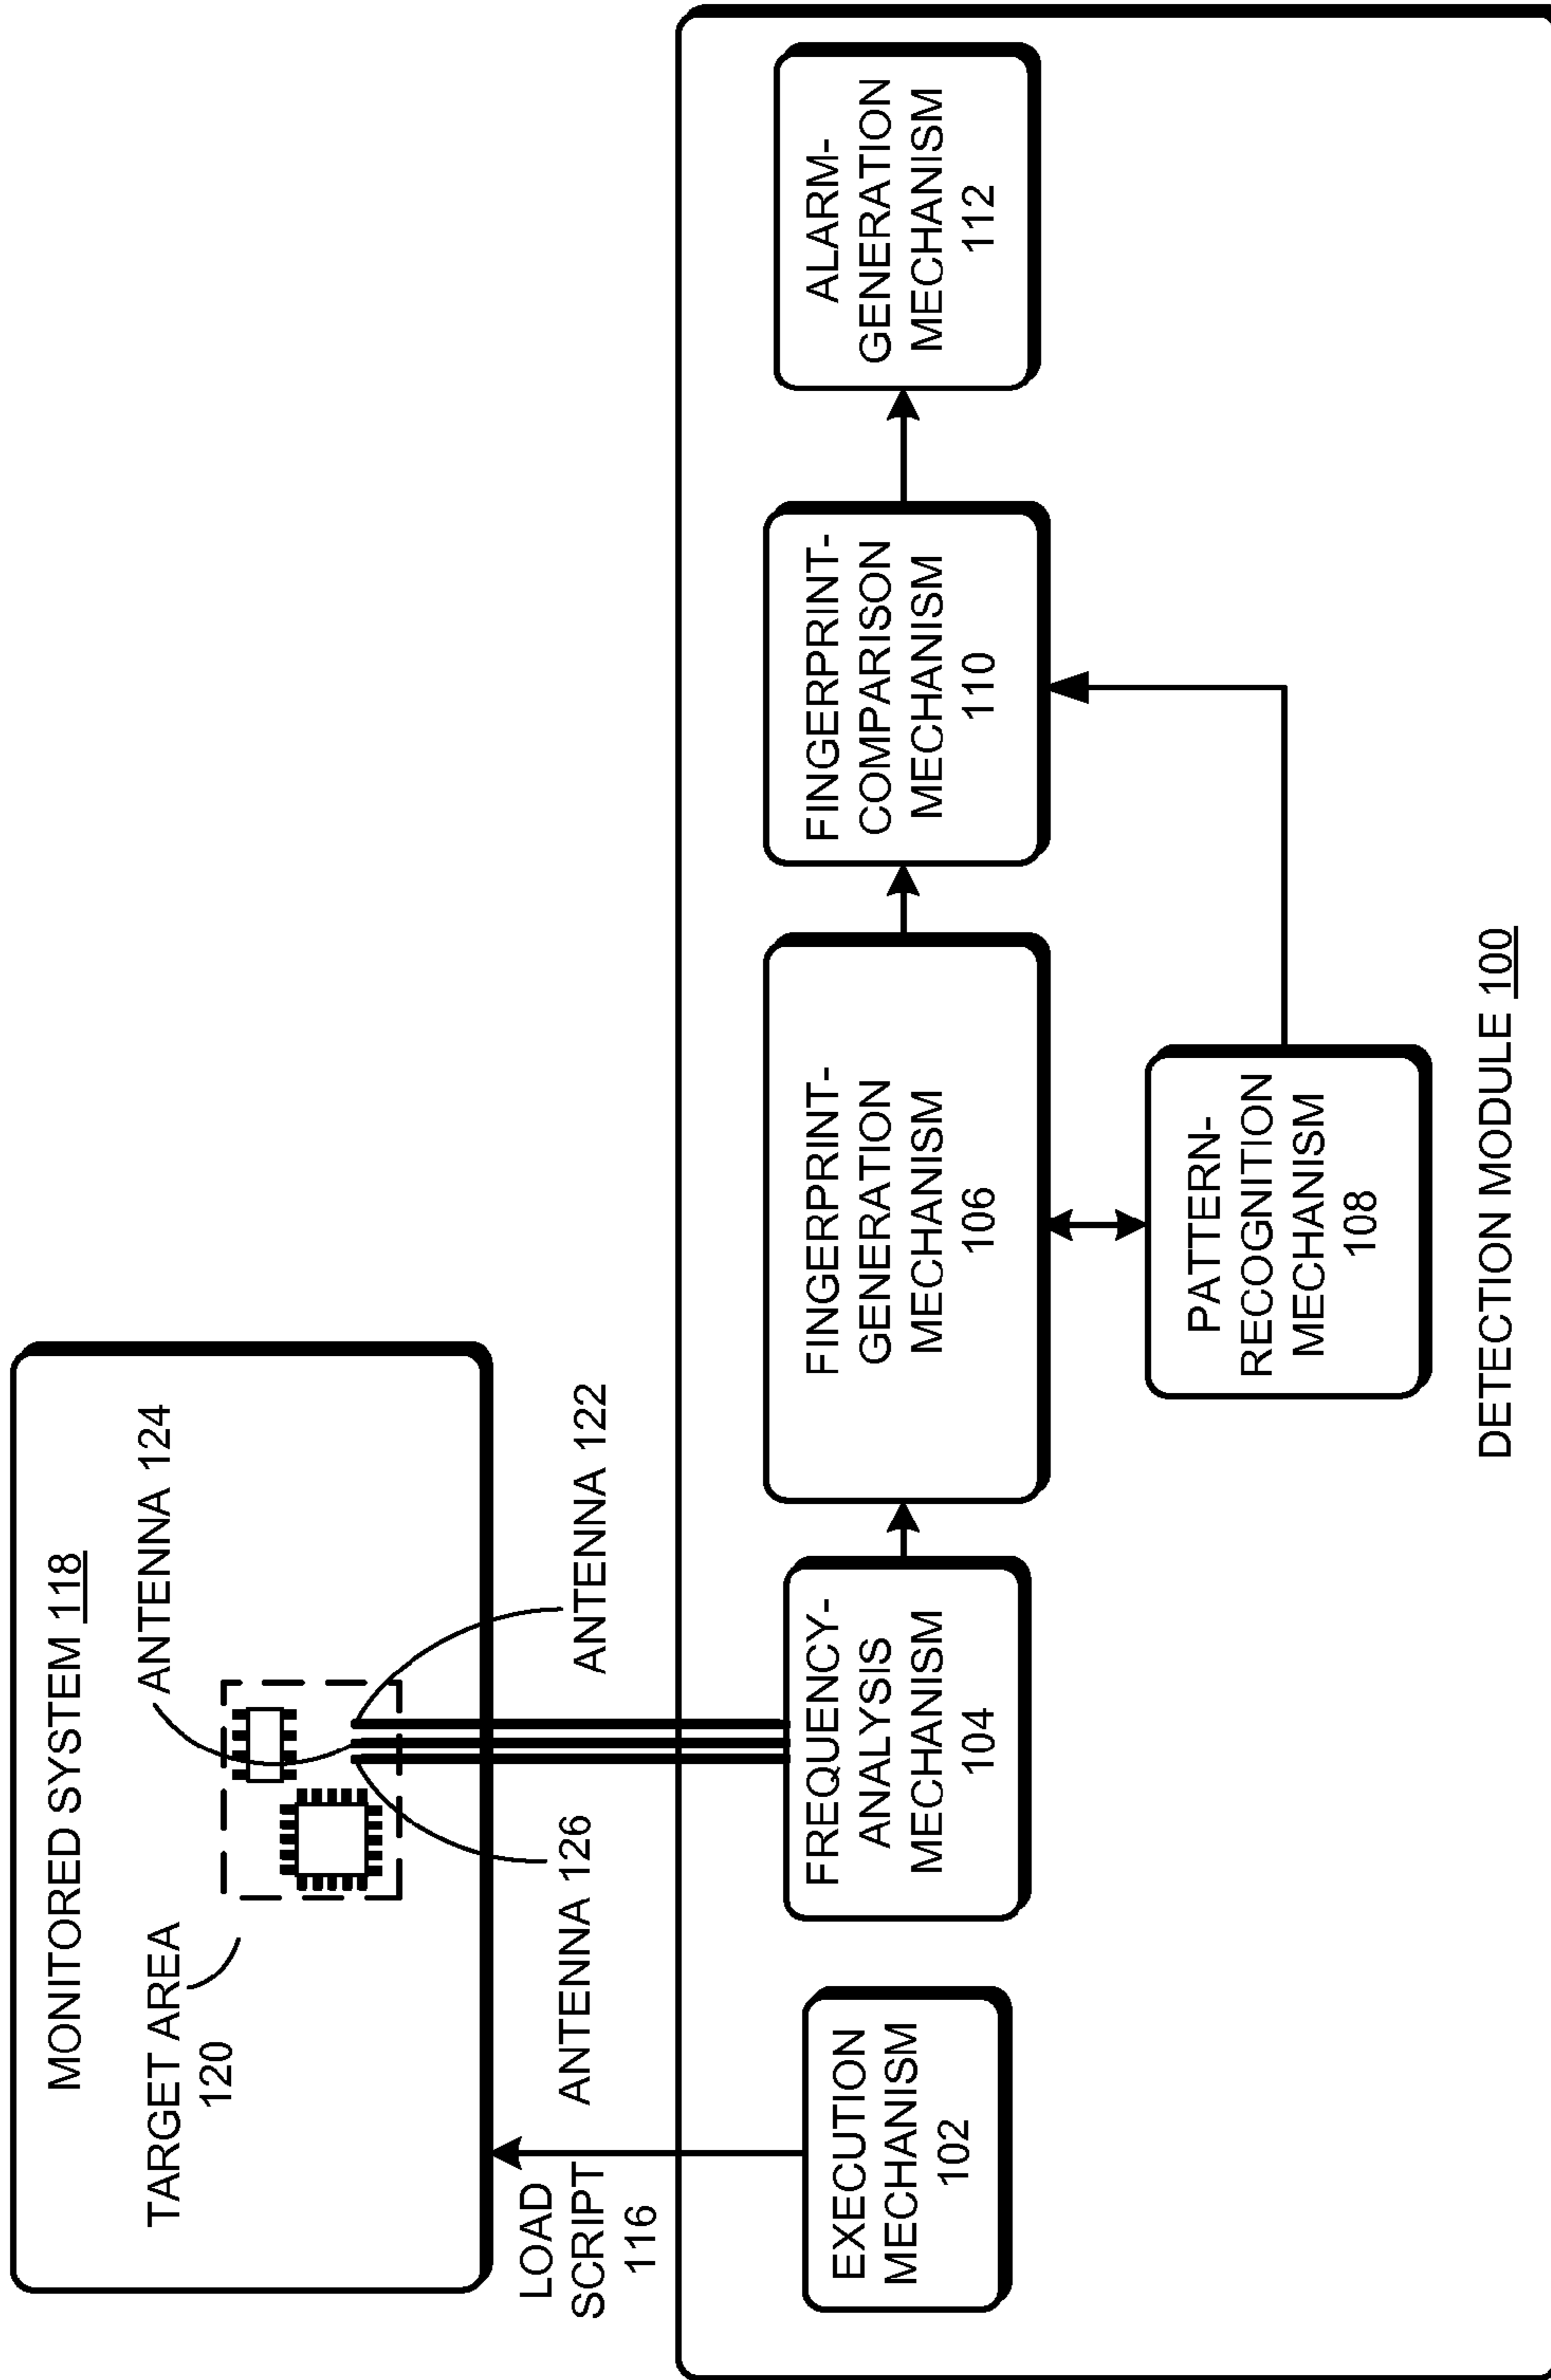 MONITORED SYSTEM 118
TARGET AREA
120
ANTENNA 124
LOAD
SCRIPT
116
ANTENNA 126
ANTENNA 122
EXECUTION
MECHANISM
102
FREQUENCY-
ANALYSIS
MECHANISM
104
FINGERPRINT-
GENERATION
MECHANISM
106
FINGERPRINT-
COMPARISON
MECHANISM
110
ALARM-
GENERATION
MECHANISM
112
PATTERN-
RECOGNITION
MECHANISM
108
DETECTION MODULE 100